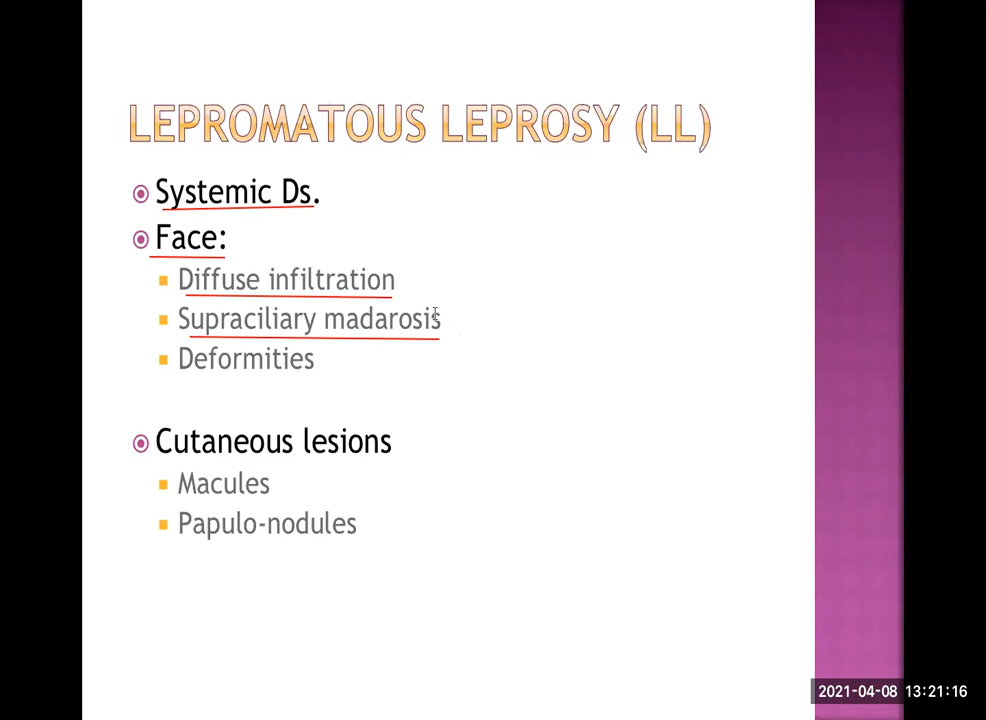 LEPROMATOUS LEPROSY (LL)
Systemic Ds.
Face:
Diffuse infiltration
Supraciliary madarosis
Deformities
Cutaneous lesions
Macules
Papulo-nodules
2021-04-08 13:21:16